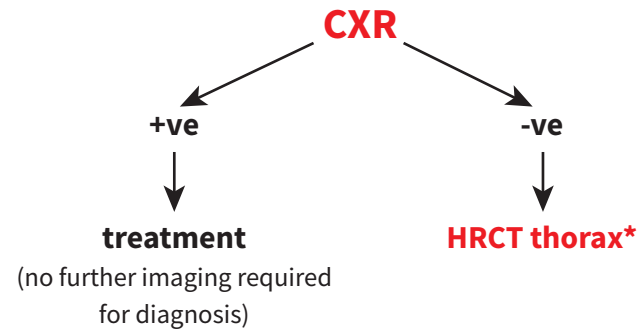 CXR
+ve
-ve
treatment
HRCT thorax*
(no further imaging required
for diagnosis)